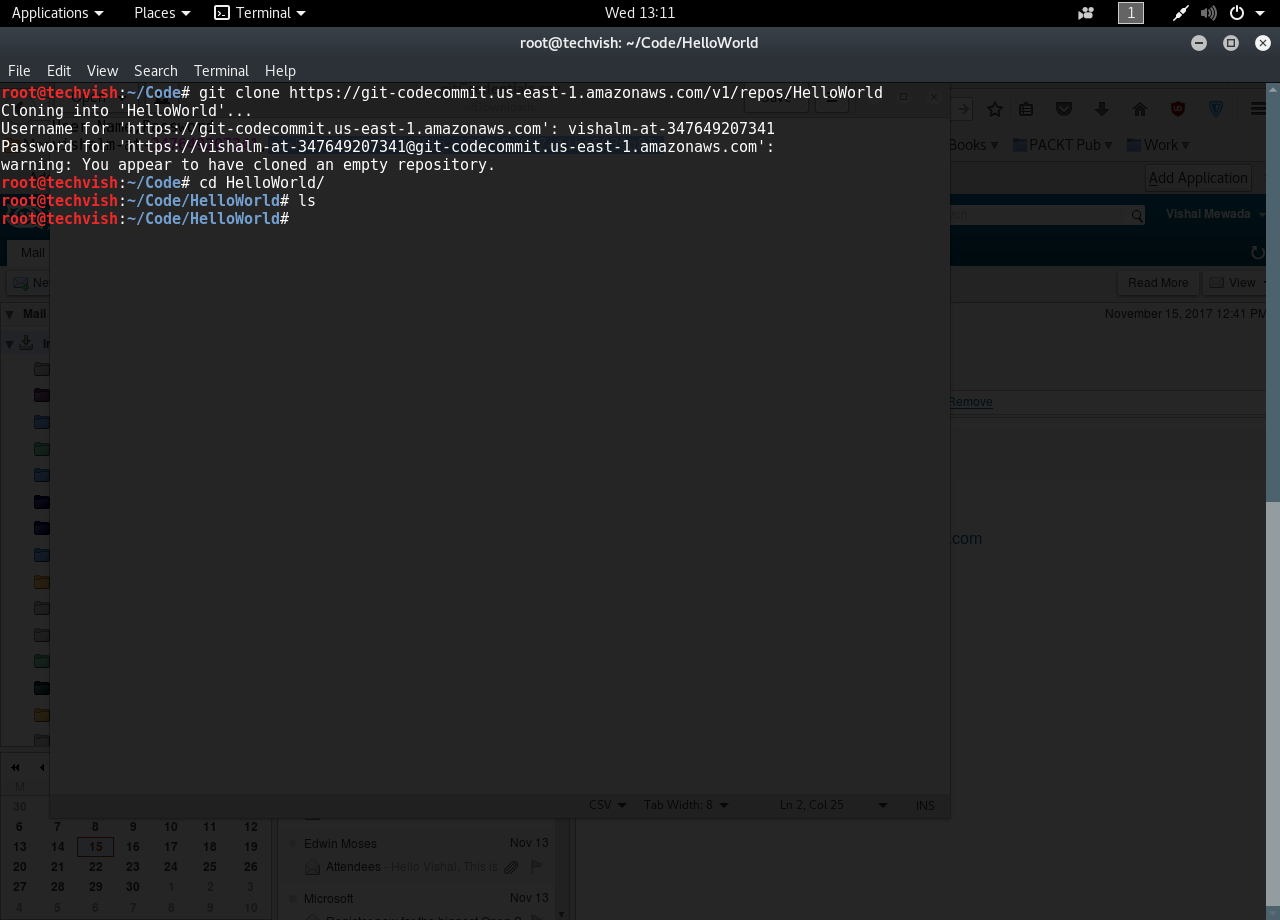 Applications Places Terminal Wed 13:11 1
root@techvish: ~/Code/HelloWorld
File Edit View Search Terminal Help
root@techvish:~/Code# git clone https://git-codecommit.us-east-1.amazonaws.com/v1/repos/HelloWorld
Cloning into 'HelloWorld'...
Username for 'https://git-codecommit.us-east-1.amazonaws.com': vishalm-at-347649207341
Password for 'https://vishalm-at-347649207341@git-codecommit.us-east-1.amazonaws.com':
warning: You appear to have cloned an empty repository.
root@techvish:~/Code# cd HelloWorld/
root@techvish:~/Code/HelloWorld# ls
root@techvish:~/Code/HelloWorld#
Books PACKT Pub Work
Add Application
Vishal Mewada
Mail
Read More View
Mail
November 15, 2017 12:41 PM
Remove
.com
M
CSV Tab Width: 8 Ln 2, Col 25 INS
30
6 7 8 9 10 11 12
13 14 15 16 17 18 19
20 21 22 23 24 25 26
27 28 29 30 1 2 3
4 5 6 7 8 9 10
Edwin Moses Nov 13
Attendees - Hello Vishal, This is
Microsoft Nov 13